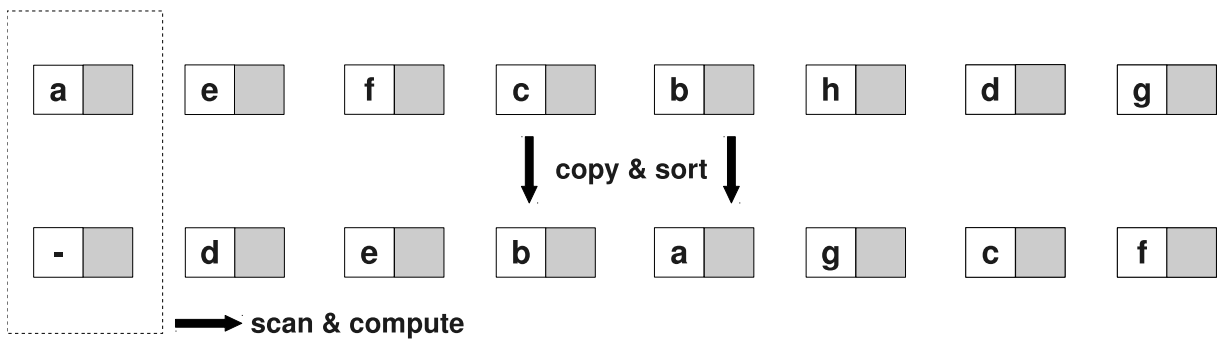 a e f c b h d g
copy & sort
- d e b a g c f
scan & compute